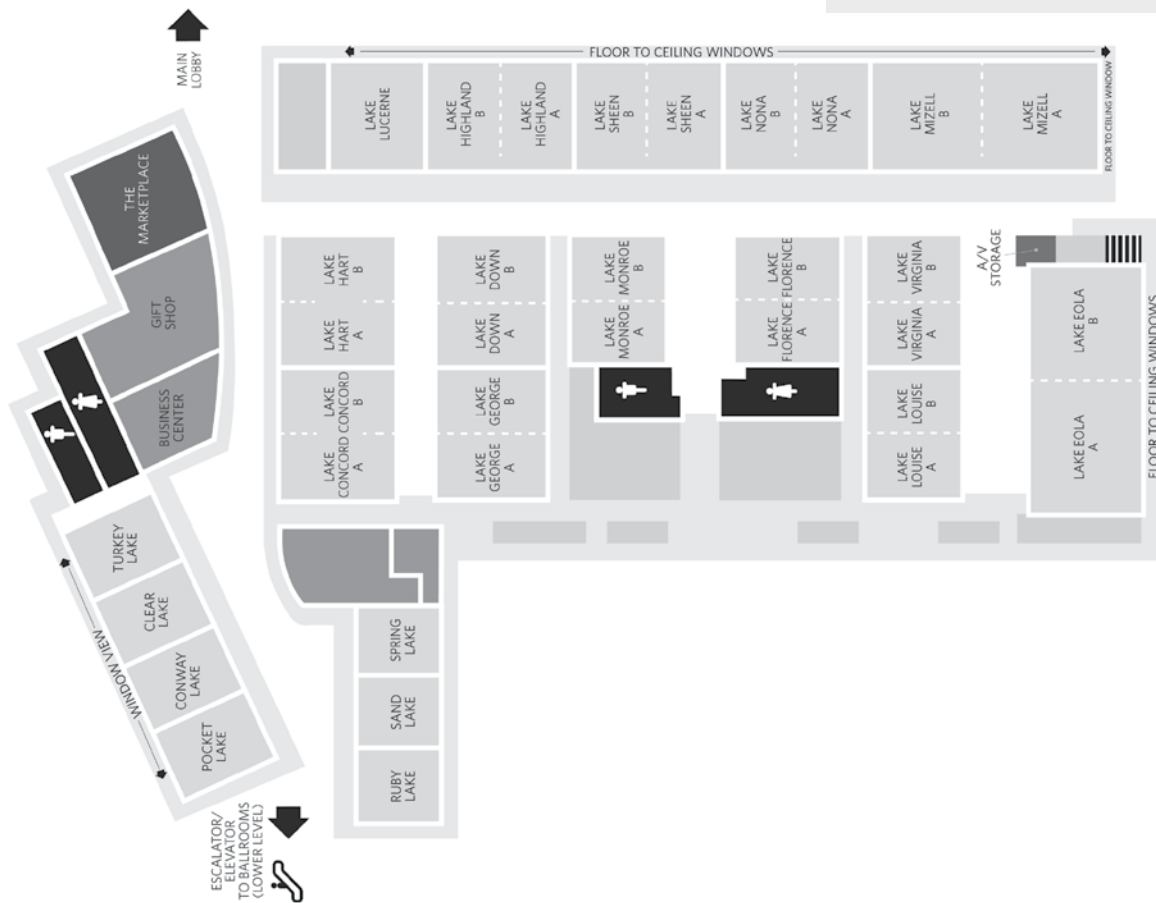 MAIN
LOBBY
FLOOR TO CEILING WINDOWS
LAKE
LUCERNE
LAKE
HIGHLAND
B
LAKE
HIGHLAND
A
LAKE
SHEEN
B
LAKE
SHEEN
A
LAKE
NONA
B
LAKE
NONA
A
LAKE
MIZELL
B
LAKE
MIZELL
A
FLOOR TO CEILING WINDOW
THE
MARKETPLACE
GIFT
SHOP
BUSINESS
CENTER
LAKE
HART
B
LAKE
HART
A
LAKE
CONCORD
B
LAKE
CONCORD
A
LAKE
DOWN
B
LAKE
DOWN
A
LAKE
GEORGE
B
LAKE
GEORGE
A
LAKE
MONROE
B
LAKE
MONROE
A
LAKE
FLORENCE
B
LAKE
FLORENCE
A
LAKE
VIRGINIA
B
LAKE
VIRGINIA
A
LAKE
LOUISE
B
LAKE
LOUISE
A
A/V
STORAGE
LAKE EOLA
B
LAKE EOLA
A
FLOOR TO CEILING WINDOWS
TURKEY
LAKE
CLEAR
LAKE
CONWAY
LAKE
POCKET
LAKE
WINDOW VIEW
SPRING
LAKE
SAND
LAKE
RUBY
LAKE
ESCALATOR/
ELEVATOR
TO BALLROOMS
(LOWER LEVEL)